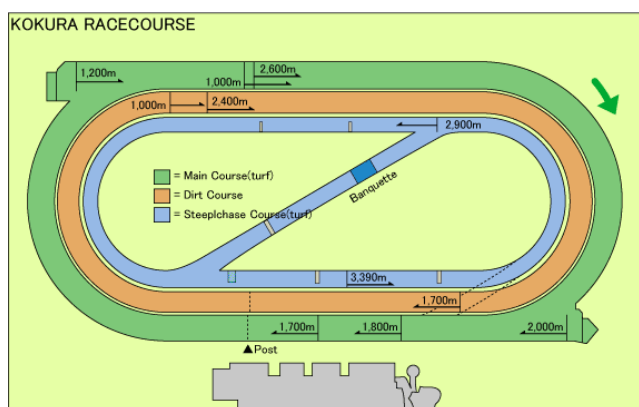 KOKURA RACECOURSE
1,200m
2,600m
1,000m
1,000m
2,400m
2,900m
= Main Course(turf)
= Dirt Course
= Steeplechase Course(turf)
Banquette
3,390m
1,700m
1,700m
1,800m
2,000m
▲Post